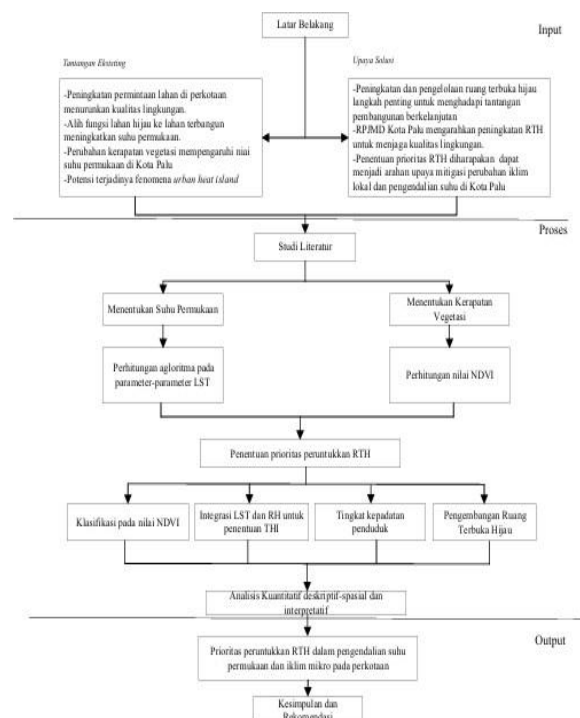 Latar Belakang
Input
Tantangan Eksisting
Upaya Solusi
-Peningkatan permintaan lahan di perkotaan
menurunkan kualitas lingkungan.
-Alih fungsi lahan hijau ke lahan terbangun
meningkatkan suhu permukaan.
-Perubahan kerapatan vegetasi mempengaruhi niai
suhu permukaan di Kota Palu
-Potensi terjadinya fenomena urban heat island
-Peningkatan dan pengelolaan ruang terbuka hijau
langkah penting untuk menghadapi tantangan
pembangunan berkelanjutan
-RPJMD Kota Palu mengarahkan peningkatan RTH
untuk menjaga kualitas lingkungan.
-Penentuan prioritas RTH diharapakan dapat
menjadi arahan upaya mitigasi perubahan iklim
lokal dan pengendalian suhu di Kota Palu
Proses
Studi Literatur
Menentukan Suhu Permukaan
Menentukan Kerapatan
Vegetasi
Perhitungan agloritma pada
parameter-parameter LST
Perhitungan nilai NDVI
Penentuan prioritas peruntukkan RTH
Klasifikasi pada nilai NDVI
Integrasi LST dan RH untuk
penentuan THI
Tingkat kepadatan
penduduk
Pengembangan Ruang
Terbuka Hijau
Analisis Kuantitatif deskriptif-spasial dan
interpretatif
Output
Prioritas peruntukkan RTH dalam pengendalian suhu
permukaan dan iklim mikro pada perkotaan
Kesimpulan dan
Rekomendasi